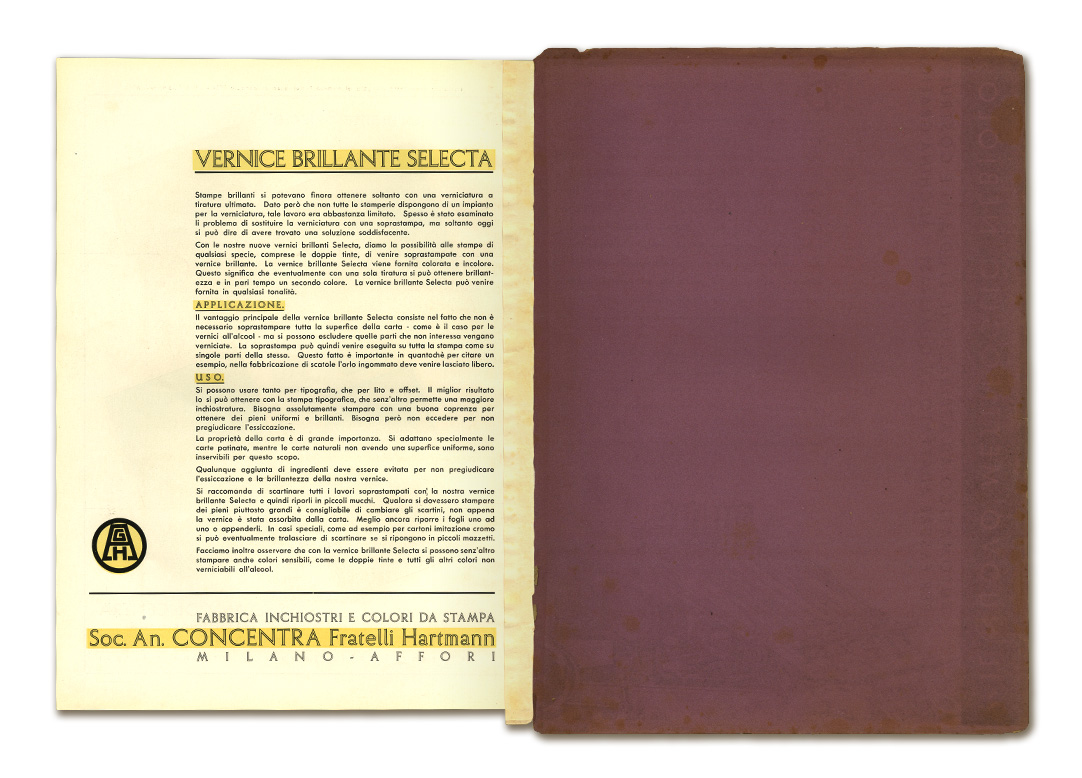 VERNICE BRILLANTE SELECTA
Stampe brillanti si potevano finora ottenere soltanto con una verniciatura a
tiratura ultimata. Dato però che non tutte le stamperie dispongono di un impianto
per la verniciatura, tale lavoro era abbastanza limitato. Spesso è stato esaminato
il problema di sostituire la verniciatura con una soprastampa, ma soltanto oggi
si può dire di avere trovato una soluzione soddisfacente.
Con le nostre nuove vernici brillanti Selecta, diamo la possibilità alle stampe di
qualsiasi specie, comprese le doppie tinte, di venire soprastampate con una
vernice brillante. La vernice brillante Selecta viene fornita colorata e incolore.
Questo significa che eventualmente con una sola tiratura si può ottenere brillant-
ezza e in pari tempo un secondo colore. La vernice brillante Selecta può venire
fornita in qualsiasi tonalità.
APPLICAZIONE.
Il vantaggio principale della vernice brillante Selecta consiste nel fatto che non è
necessario soprastampare tutta la superfice della carta - come è il caso per le
vernici all'alcool - ma si possono escludere quelle parti che non interessa vengano
verniciate. La soprastampa può quindi venire eseguita su tutta la stampa come su
singole parti della stessa. Questo fatto è importante in quantochè per citare un
esempio, nella fabbricazione di scatole l'orlo ingommato deve venire lasciato libero.
USO.
Si possono usare tanto per tipografia, che per lito e offset. Il miglior risultato
lo si può ottenere con la stampa tipografica, che senz'altro permette una maggiore
inchiostratura. Bisogna assolutamente stampare con una buona coprenza per
ottenere dei pieni uniformi e brillanti. Bisogna però non eccedere per non
pregiudicare l'essiccazione.
La proprietà della carta è di grande importanza. Si adattano specialmente le
carte patinate, mentre le carte naturali non avendo una superfice uniforme, sono
inservibili per questo scopo.
Qualunque aggiunta di ingredienti deve essere evitata per non pregiudicare
l'essiccazione e la brillantezza della nostra vernice.
Si raccomanda di scartinare tutti i lavori soprastampati con la nostra vernice
brillante Selecta e quindi riporli in piccoli mucchi. Qualora si dovessero stampare
dei pieni piuttosto grandi è consigliabile di cambiare gli scartini, non appena
la vernice è stata assorbita dalla carta. Meglio ancora riporre i fogli uno ad
uno o appenderli. In casi speciali, come ad esempio per cartoni imitazione cromo
si può eventualmente tralasciare di scartinare se si ripongono in piccoli mazzetti.
Facciamo inoltre osservare che con la vernice brillante Selecta si possono senz'altro
stampare anche colori sensibili, come le doppie tinte e tutti gli altri colori non
verniciabili all'alcool.
GH
FABBRICA INCHIOSTRI E COLORI DA STAMPA
Soc. An. CONCENTRA Fratelli Hartmann
MILANO - AFFORI